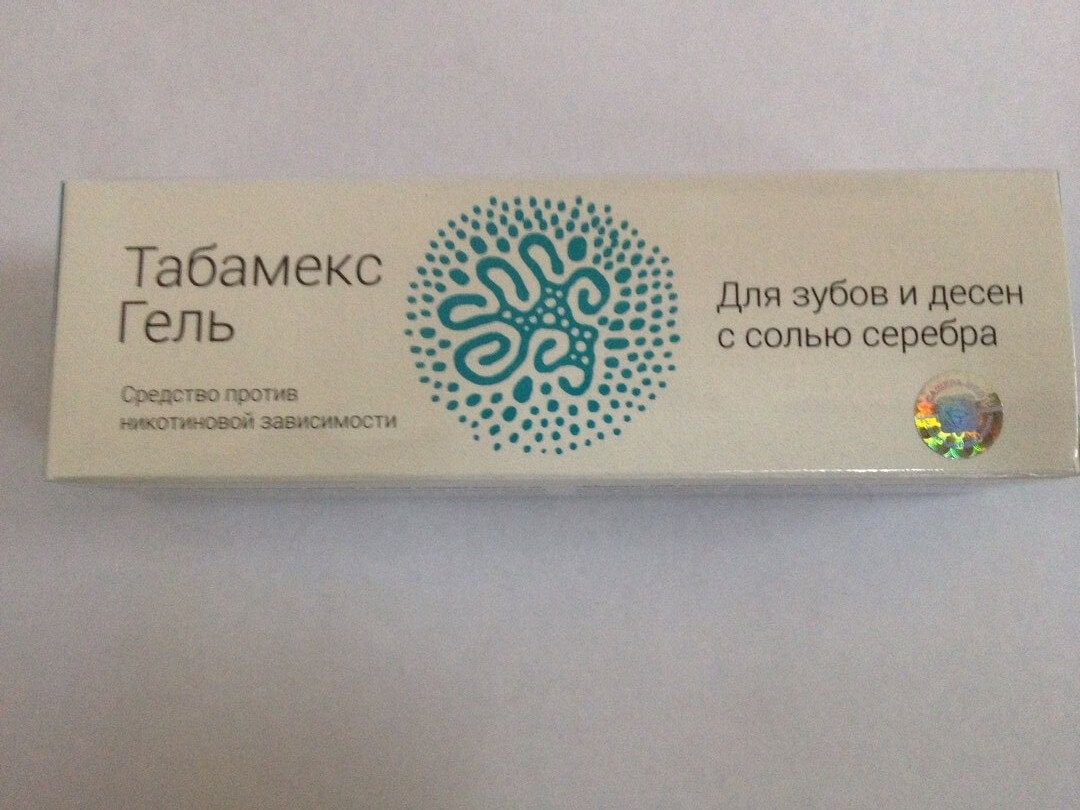 Табамекс
Гель
Средство против
никотиновой зависимости
Для зубов и десен
с солью серебра